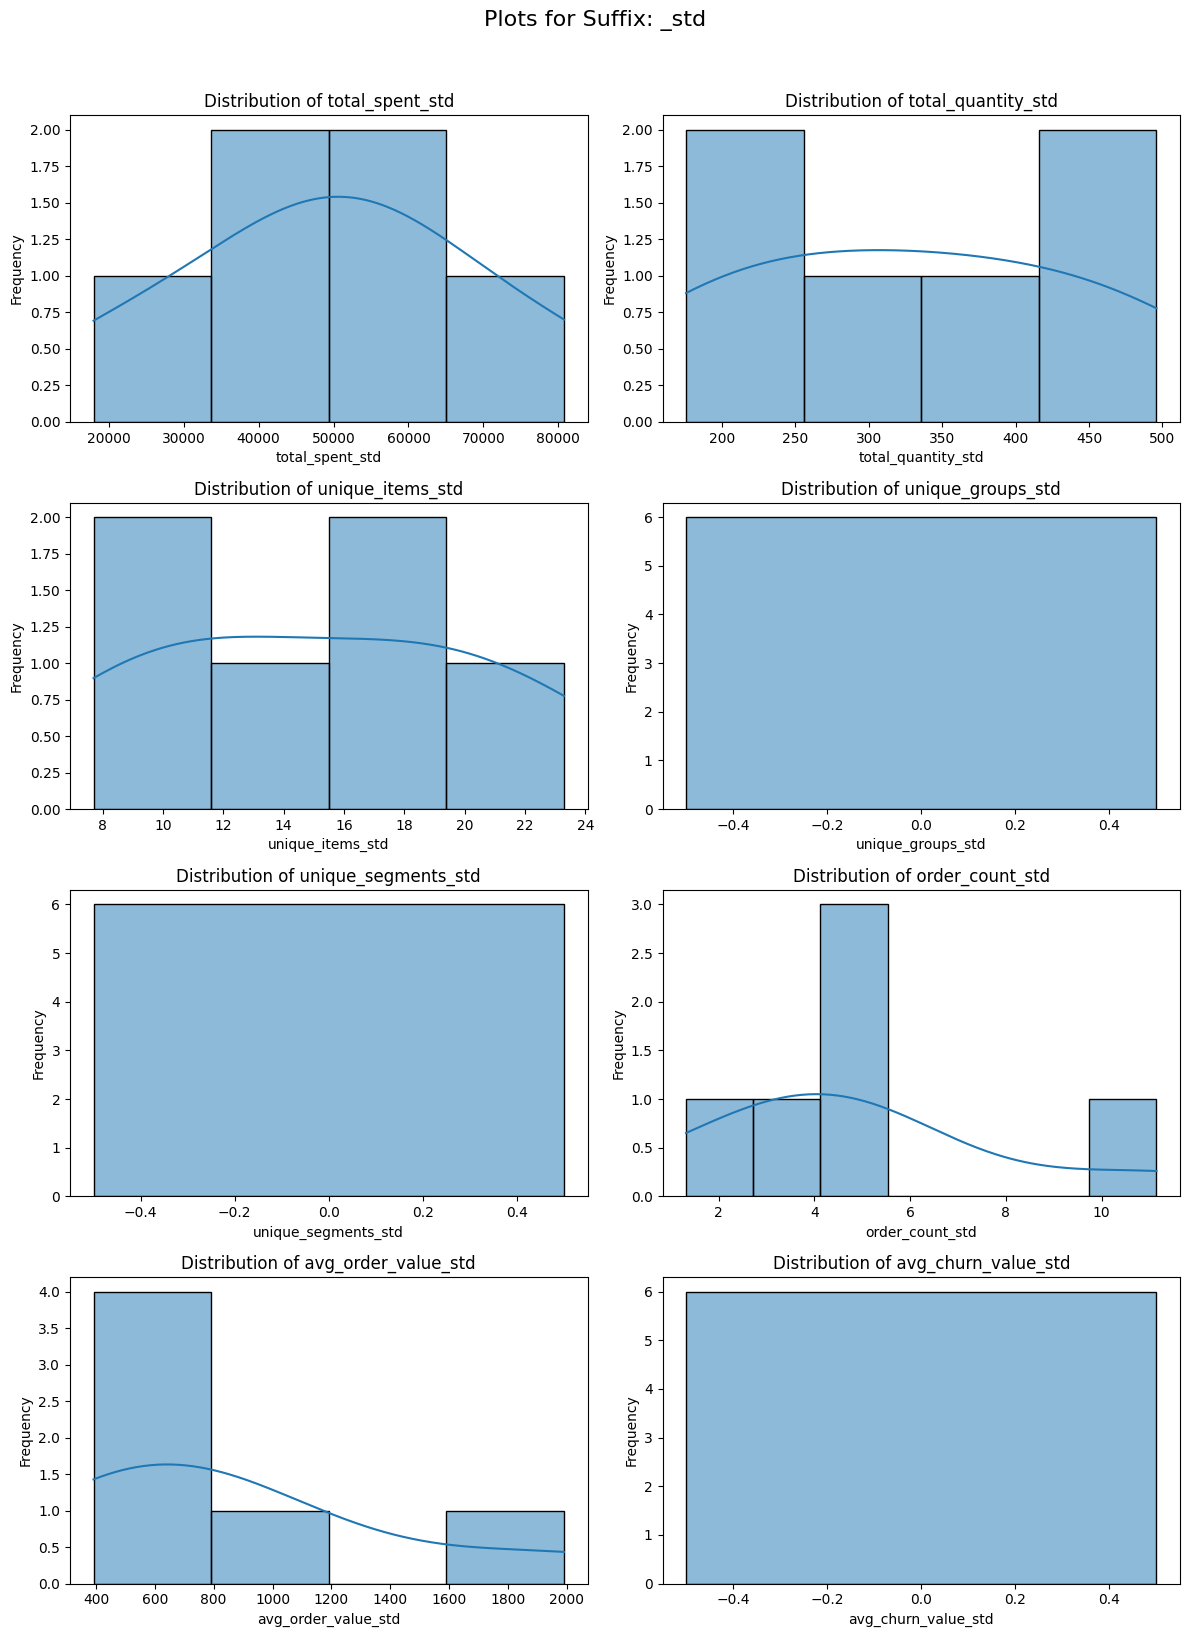 Plots for Suffix: _std
Distribution of total_spent_std
Frequency
2.00
1.75
1.50
1.25
1.00
0.75
0.50
0.25
0.00
20000 30000 40000 50000 60000 70000 80000
total_spent_std
Distribution of total_quantity_std
Frequency
2.00
1.75
1.50
1.25
1.00
0.75
0.50
0.25
0.00
200 250 300 350 400 450 500
total_quantity_std
Distribution of unique_items_std
Frequency
2.00
1.75
1.50
1.25
1.00
0.75
0.50
0.25
0.00
8 10 12 14 16 18 20 22 24
unique_items_std
Distribution of unique_groups_std
Frequency
6
5
4
3
2
1
0
−0.4 −0.2 0.0 0.2 0.4
unique_groups_std
Distribution of unique_segments_std
Frequency
6
5
4
3
2
1
0
−0.4 −0.2 0.0 0.2 0.4
unique_segments_std
Distribution of order_count_std
Frequency
3.0
2.5
2.0
1.5
1.0
0.5
0.0
2 4 6 8 10
order_count_std
Distribution of avg_order_value_std
Frequency
4.0
3.5
3.0
2.5
2.0
1.5
1.0
0.5
0.0
400 600 800 1000 1200 1400 1600 1800 2000
avg_order_value_std
Distribution of avg_churn_value_std
Frequency
6
5
4
3
2
1
0
−0.4 −0.2 0.0 0.2 0.4
avg_churn_value_std